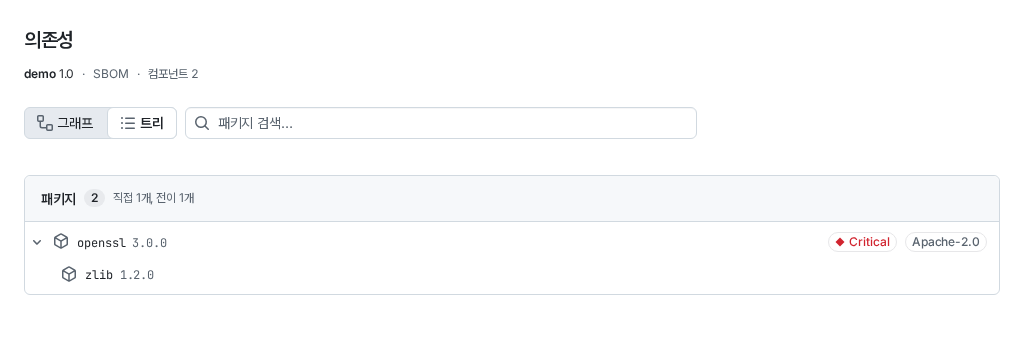 의존성
demo 1.0 · SBOM · 컴포넌트 2
그래프 트리 패키지 검색...
패키지 2 직접 1개, 전이 1개
openssl 3.0.0 Critical Apache-2.0
zlib 1.2.0